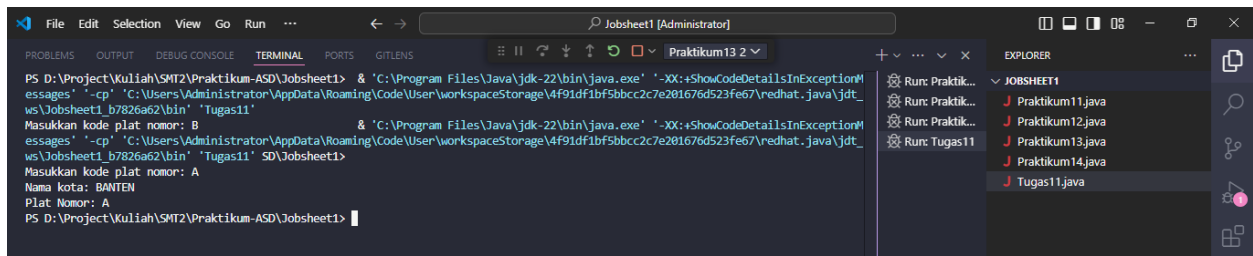 File Edit Selection View Go Run ··· Jobsheet1 [Administrator]
PROBLEMS OUTPUT DEBUG CONSOLE TERMINAL PORTS GITLENS Praktikum13 2
PS D:\Project\Kuliah\SMT2\Praktikum-ASD\Jobsheet1> & 'C:\Program Files\Java\jdk-22\bin\java.exe' '-XX:+ShowCodeDetailsInExceptionM
essages' '-cp' 'C:\Users\Administrator\AppData\Roaming\Code\User\workspaceStorage\4f91df1bf5bbcc2c7e201676d523fe67\redhat.java\jdt_
ws\Jobsheet1_b7826a62\bin' 'Tugas11'
Masukkan kode plat nomor: B & 'C:\Program Files\Java\jdk-22\bin\java.exe' '-XX:+ShowCodeDetailsInExceptionM
essages' '-cp' 'C:\Users\Administrator\AppData\Roaming\Code\User\workspaceStorage\4f91df1bf5bbcc2c7e201676d523fe67\redhat.java\jdt_
ws\Jobsheet1_b7826a62\bin' 'Tugas11' SD\Jobsheet1>
Masukkan kode plat nomor: A
Nama kota: BANTEN
Plat Nomor: A
PS D:\Project\Kuliah\SMT2\Praktikum-ASD\Jobsheet1>
Run: Praktik...
Run: Praktik...
Run: Praktik...
Run: Tugas11
EXPLORER ···
JOBSHEET1
J Praktikum11.java
J Praktikum12.java
J Praktikum13.java
J Praktikum14.java
J Tugas11.java
1